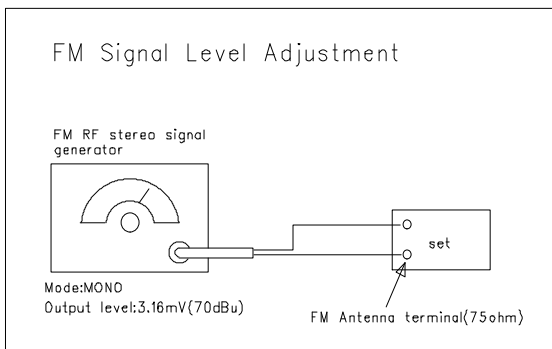 FM Signal Level Adjustment
FM RF stereo signal
generator
set
Mode:MONO
Output level:3.16mV(70dBu)
FM Antenna terminal(75ohm)